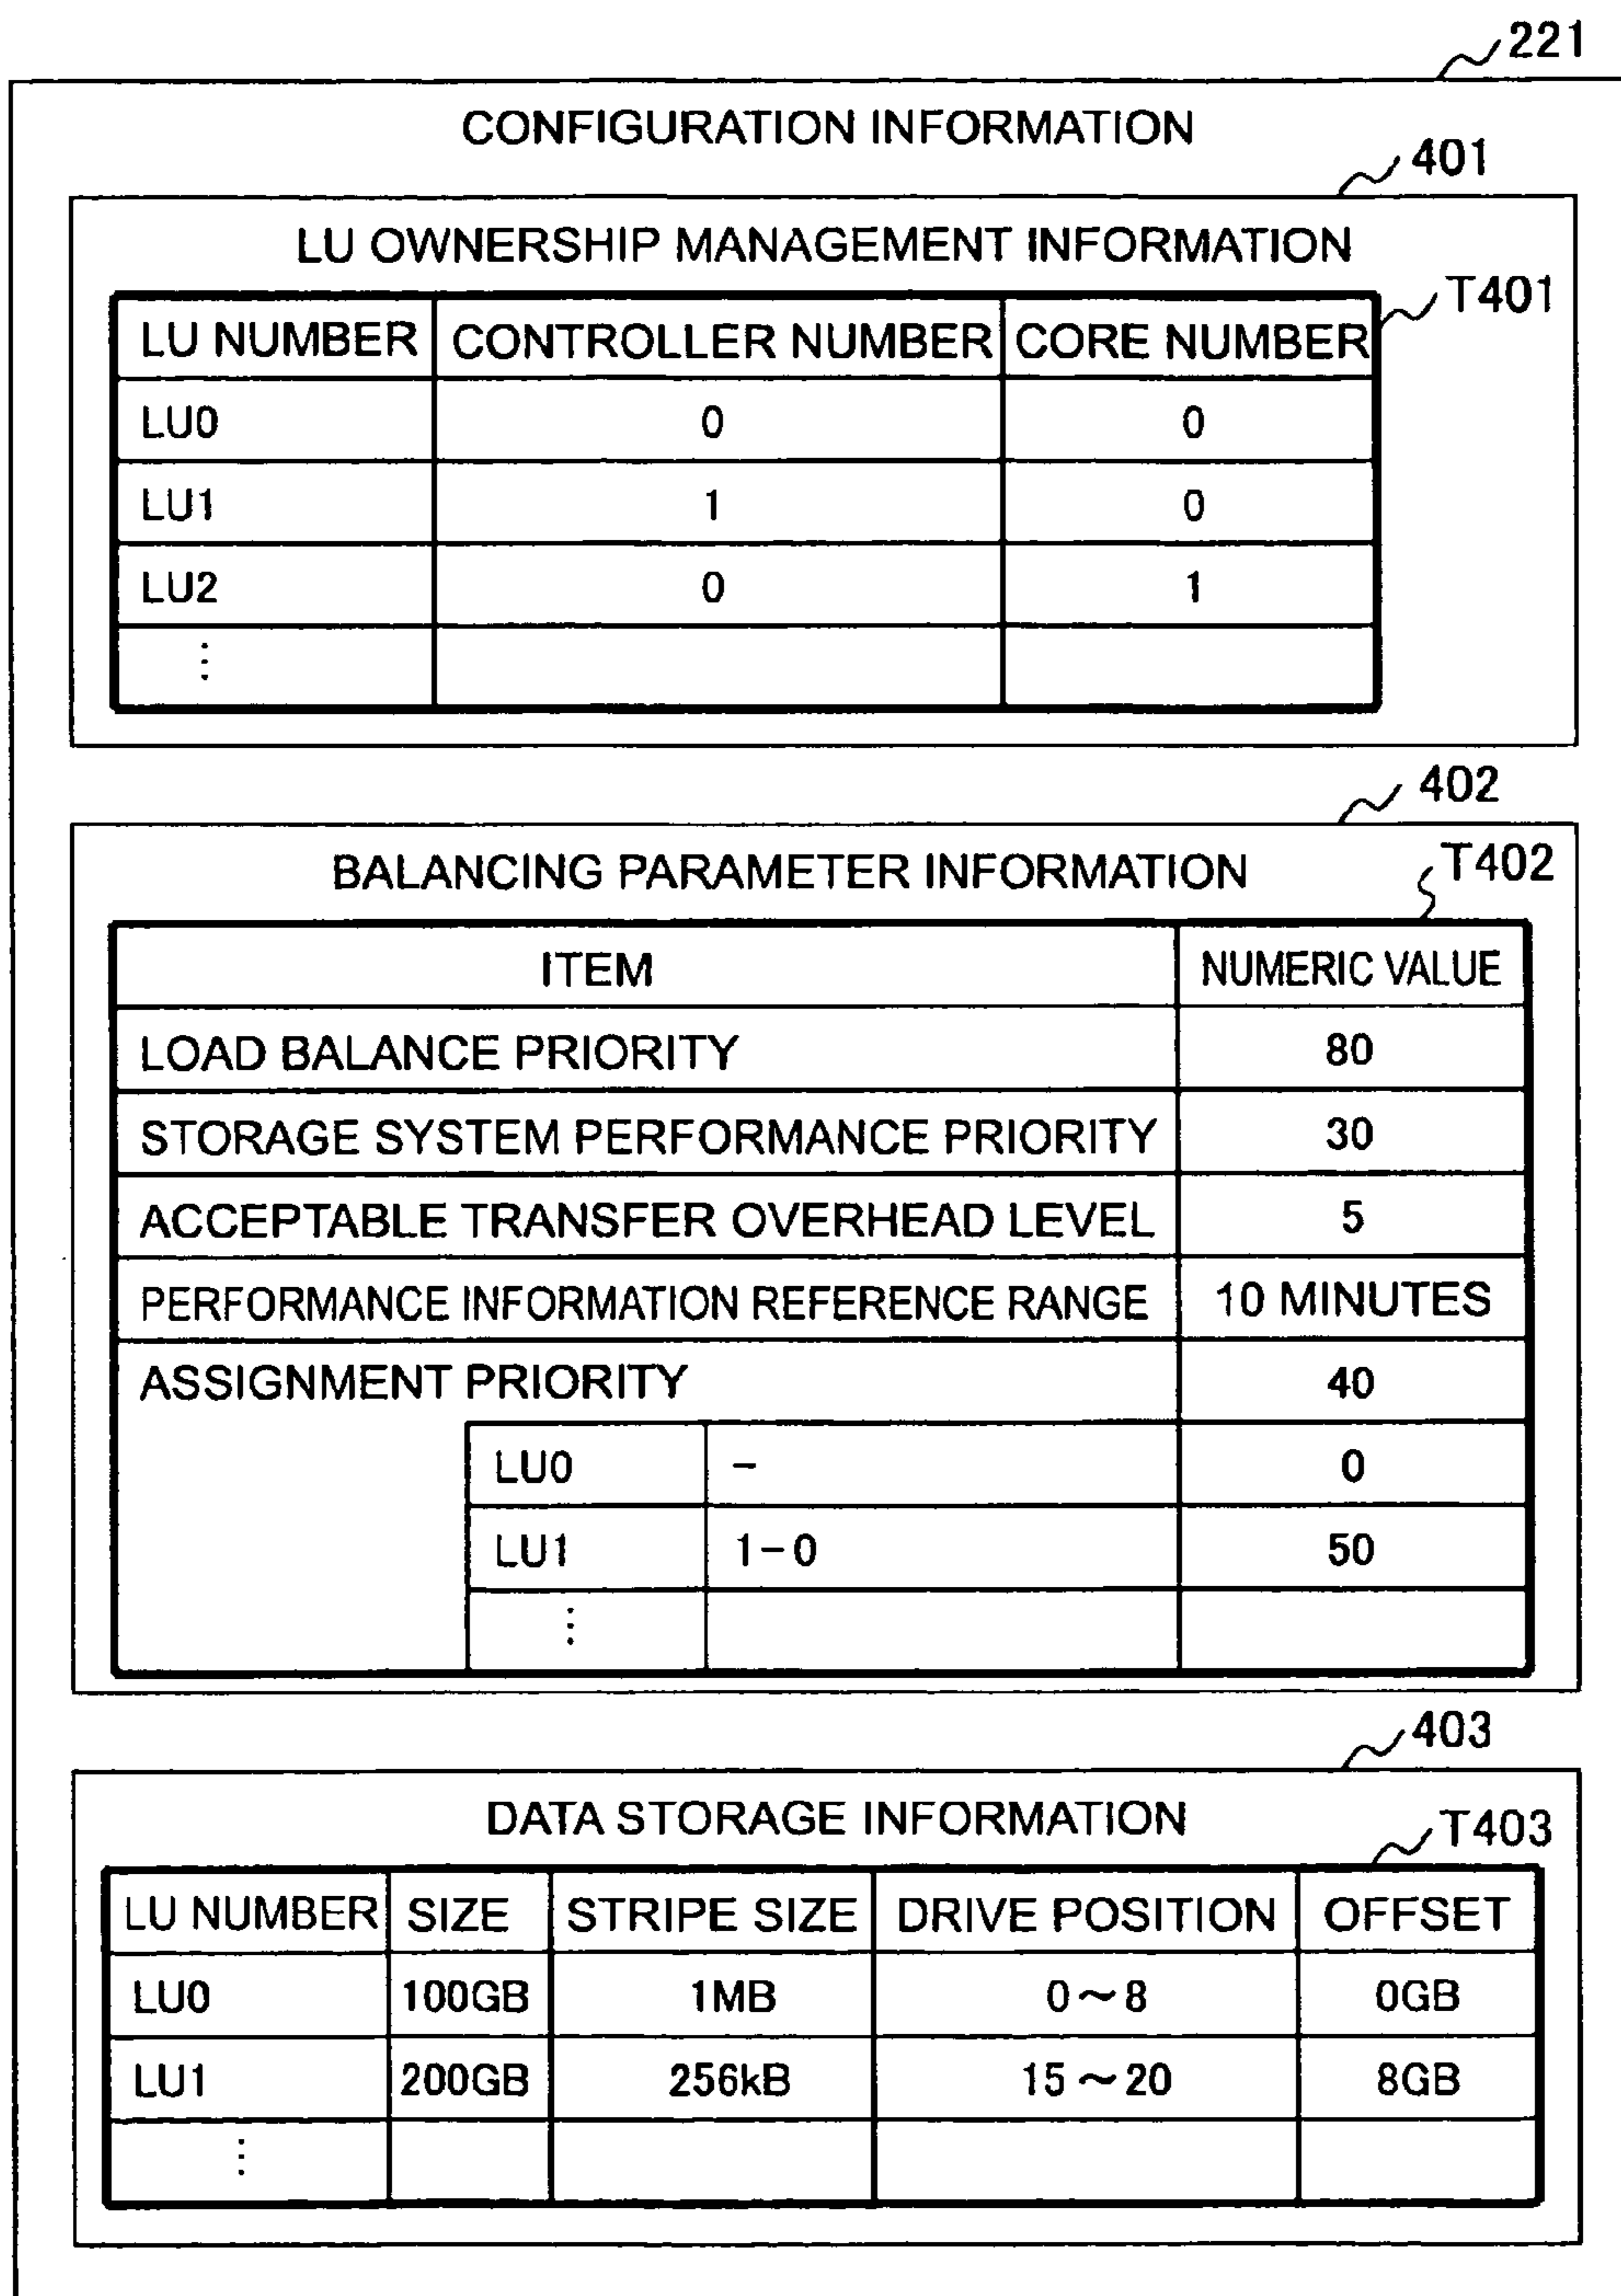 221
CONFIGURATION INFORMATION
401
LU OWNERSHIP MANAGEMENT INFORMATION
T401
LU NUMBER CONTROLLER NUMBER CORE NUMBER
LU0 0 0
LU1 1 0
LU2 0 1
⋮
402
BALANCING PARAMETER INFORMATION
T402
ITEM NUMERIC VALUE
LOAD BALANCE PRIORITY 80
STORAGE SYSTEM PERFORMANCE PRIORITY 30
ACCEPTABLE TRANSFER OVERHEAD LEVEL 5
PERFORMANCE INFORMATION REFERENCE RANGE 10 MINUTES
ASSIGNMENT PRIORITY 40
LU0 − 0
LU1 1−0 50
⋮
403
DATA STORAGE INFORMATION
T403
LU NUMBER SIZE STRIPE SIZE DRIVE POSITION OFFSET
LU0 100GB 1MB 0~8 0GB
LU1 200GB 256kB 15~20 8GB
⋮